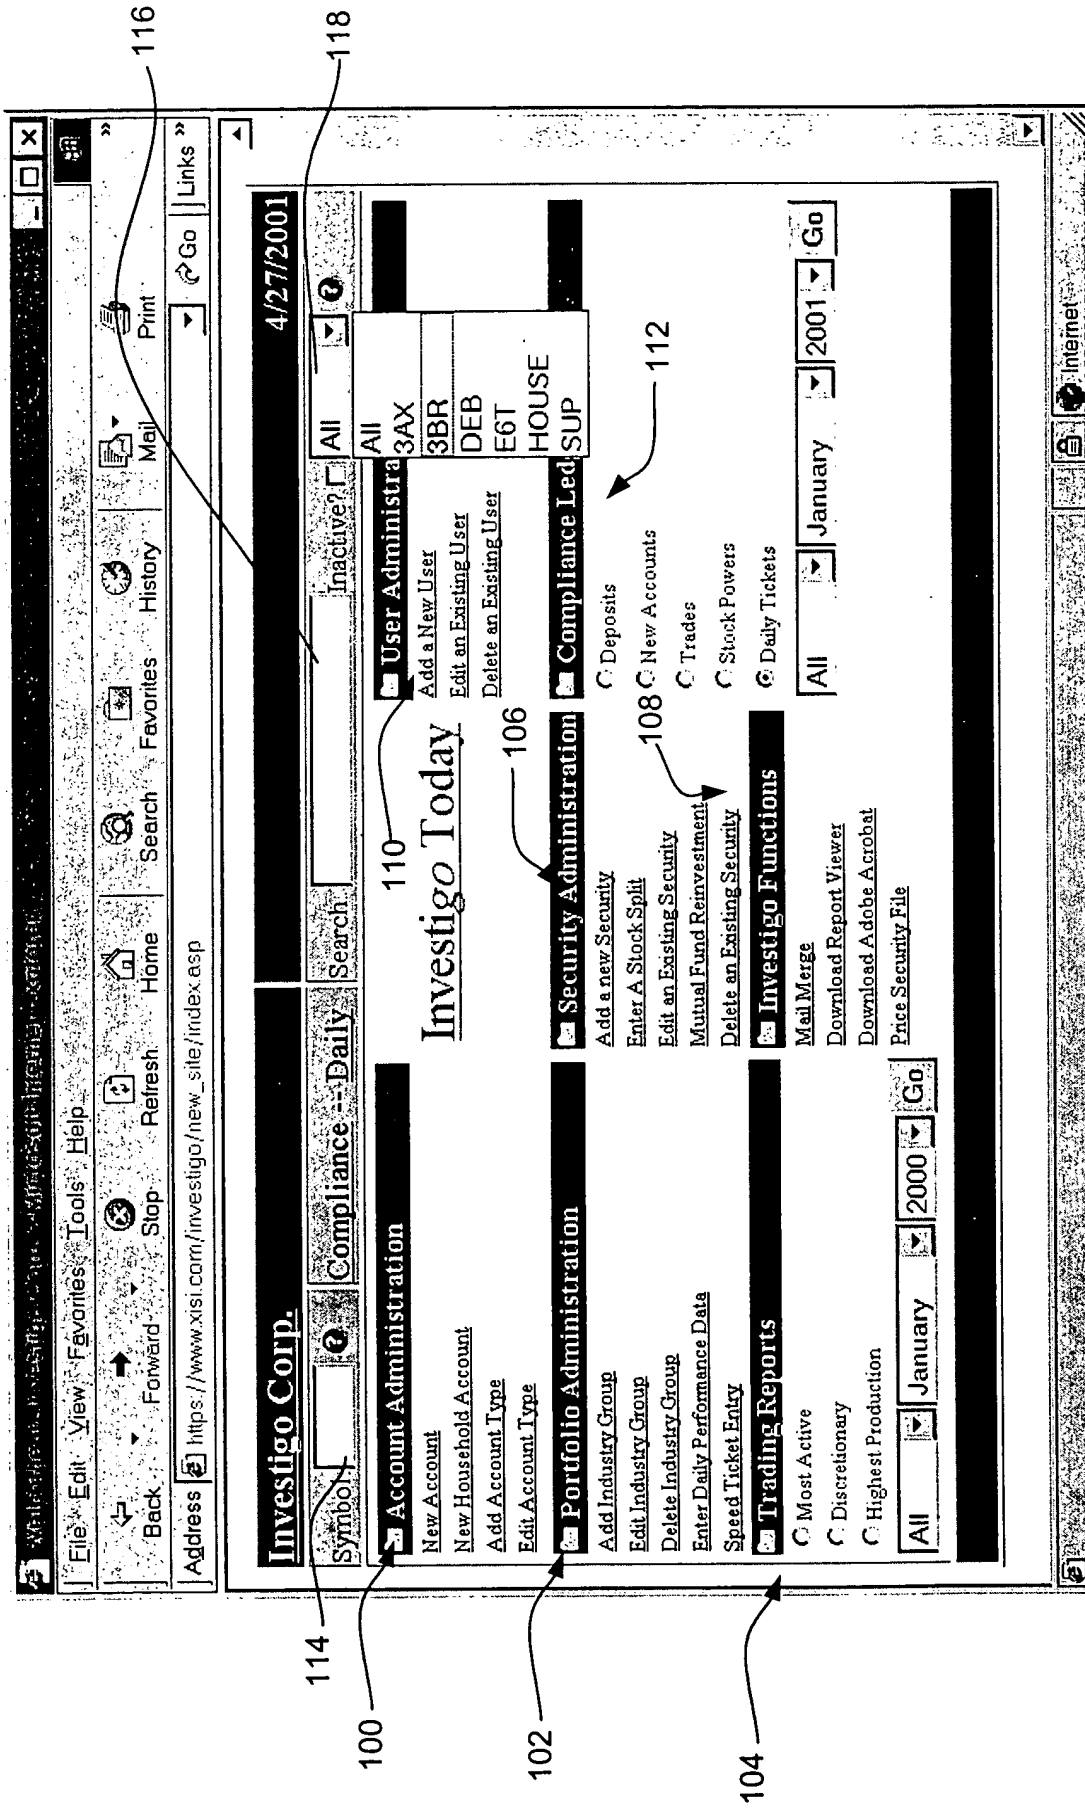 File Edit View Favorites Tools Help
Back Forward Stop Refresh Home Search Favorites History Mail Print »
Address https://www.xisi.com/investigo/new_site/index.asp Go Links »
Investigo Corp. 4/27/2001
Symbol Compliance -- Daily Search Inactive? All
All
3AX
3BR
DEB
E6T
HOUSE
SUP
Account Administration
New Account
New Household Account
Add Account Type
Edit Account Type
Investigo Today
User Administra
Add a New User
Edit an Existing User
Delete an Existing User
Portfolio Administration
Add Industry Group
Edit Industry Group
Delete Industry Group
Enter Daily Performance Data
Speed Ticket Entry
Security Administration
Add a new Security
Enter A Stock Split
Edit an Existing Security
Mutual Fund Reinvestment
Delete an Existing Security
Compliance Led
Deposits
New Accounts
Trades
Stock Powers
Daily Tickets
All January 2001 Go
Trading Reports
Most Active
Discretionary
Highest Production
All January 2000 Go
Investigo Functions
Mail Merge
Download Report Viewer
Download Adobe Acrobat
Price Security File
Internet
100
102
104
106
108
110
112
114
116
118